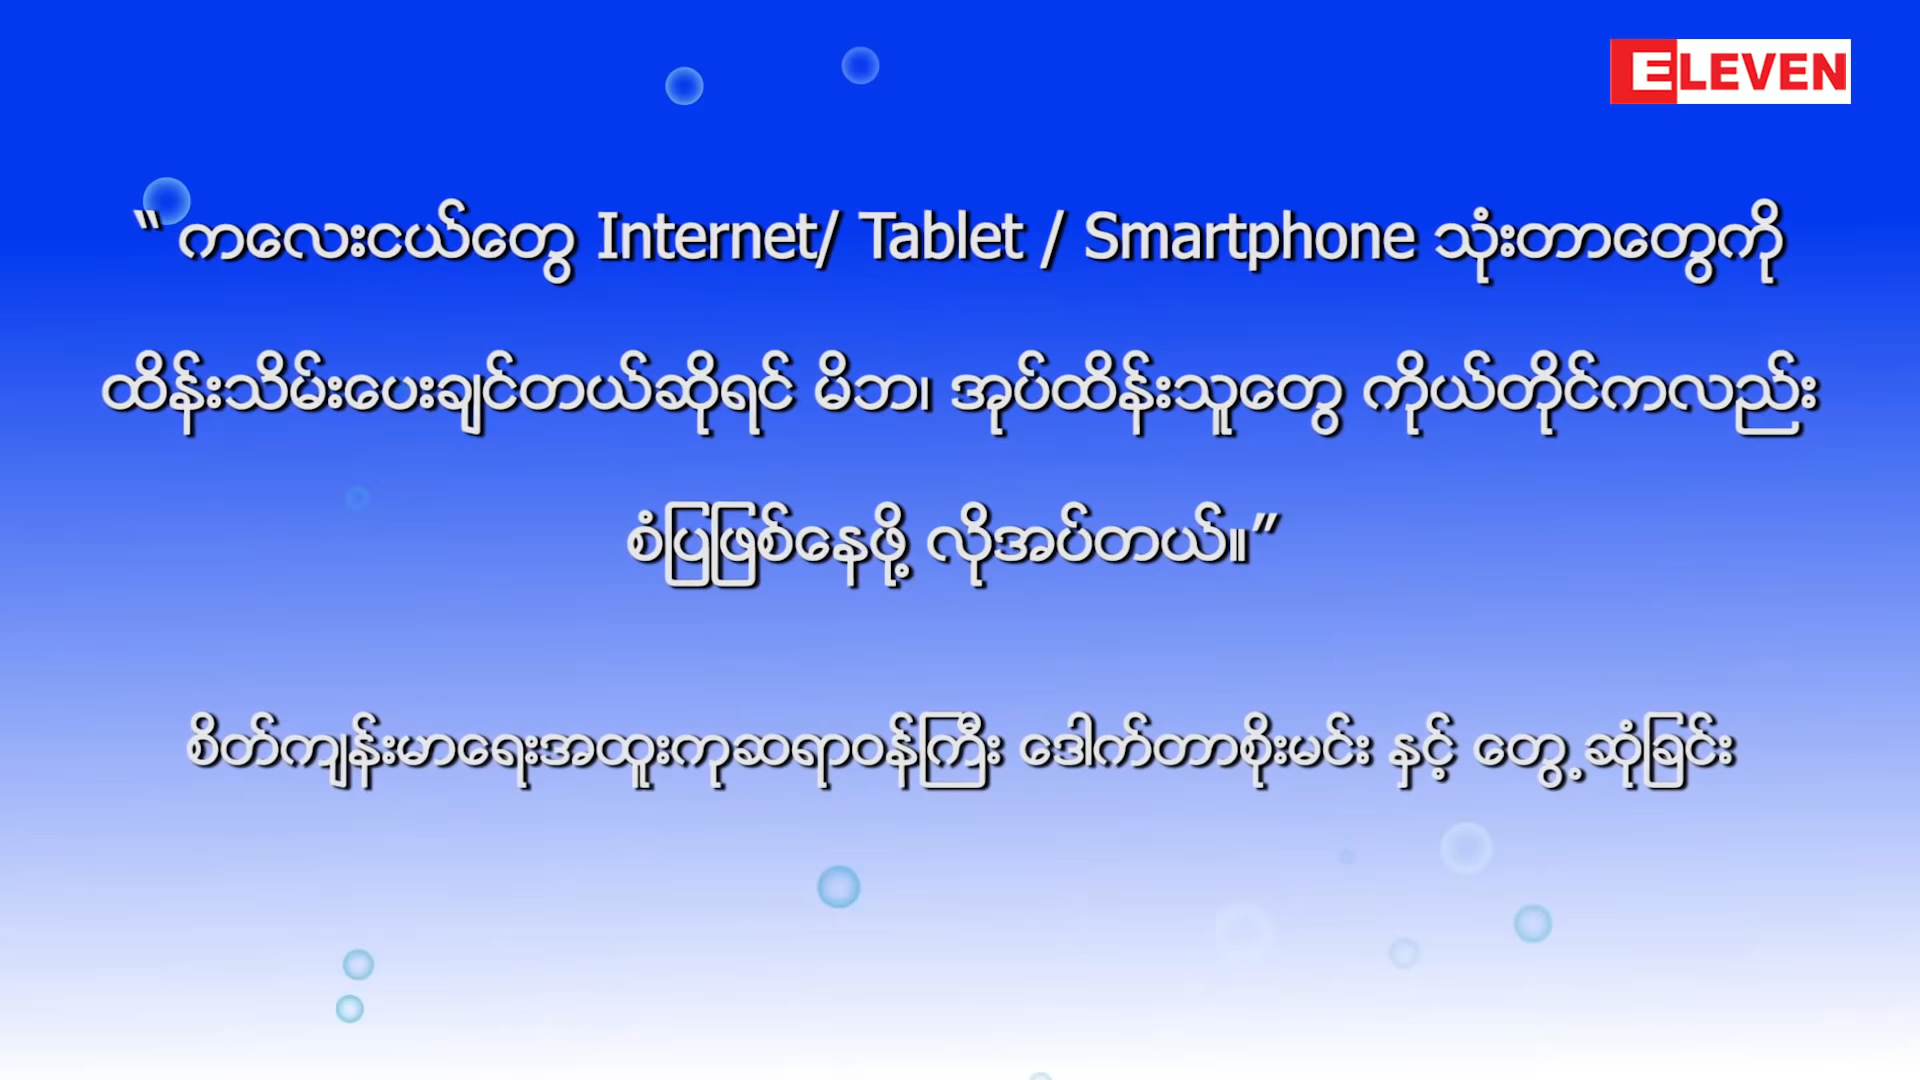 ELEVEN
“ ကလေးငယ်တွေ Internet/ Tablet / Smartphone သုံးတာတွေကို
ထိန်းသိမ်းပေးချင်တယ်ဆိုရင် မိဘ၊ အုပ်ထိန်းသူတွေ ကိုယ်တိုင်ကလည်း
စံပြဖြစ်နေဖို့ လိုအပ်တယ်။”
စိတ်ကျန်းမာရေးအထူးကုဆရာဝန်ကြီး ဒေါက်တာစိုးမင်း နှင့် တွေ့ဆုံခြင်း